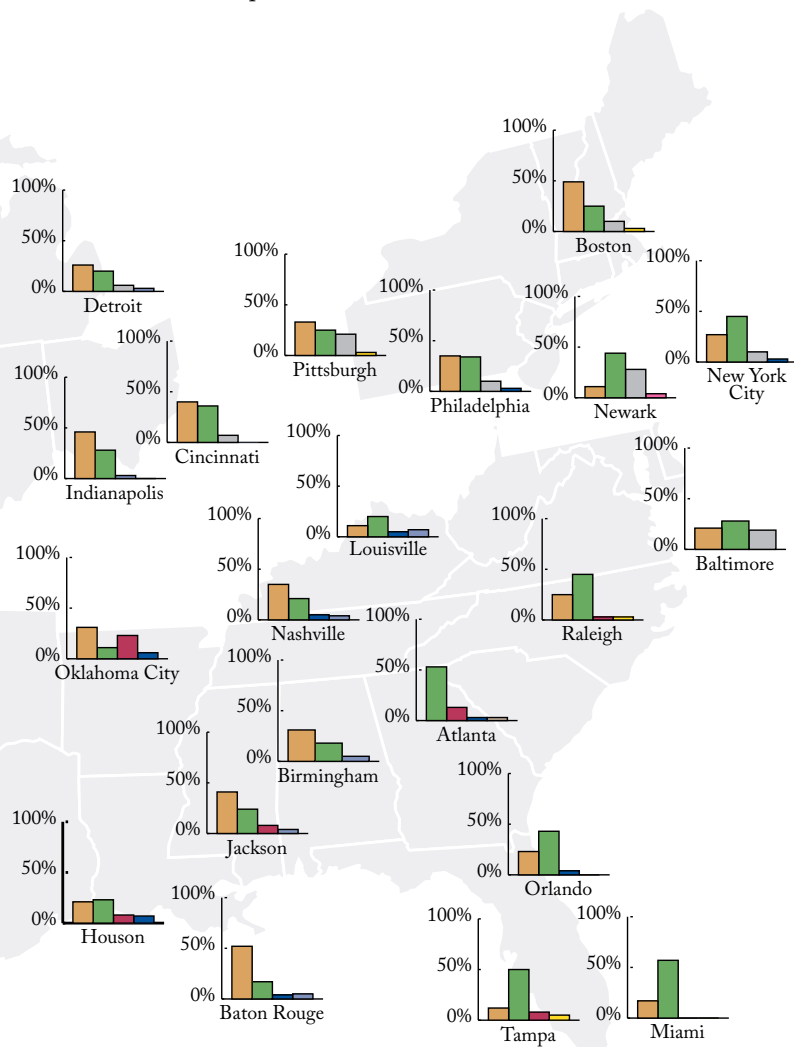 100%
50%
0%
Boston
100%
50%
0%
Detroit
100%
50%
0%
Pittsburgh
100%
50%
0%
New York
City
100%
50%
0%
Philadelphia
100%
50%
0%
Newark
100%
50%
0%
Cincinnati
100%
50%
0%
Indianapolis
100%
50%
0%
Louisville
100%
50%
0%
Baltimore
100%
50%
0%
Nashville
100%
50%
0%
Raleigh
100%
50%
0%
Oklahoma City
100%
50%
0%
Atlanta
100%
50%
0%
Birmingham
100%
50%
0%
Jackson
100%
50%
0%
Orlando
100%
50%
0%
Houson
100%
50%
0%
Baton Rouge
100%
50%
0%
Tampa
100%
50%
0%
Miami